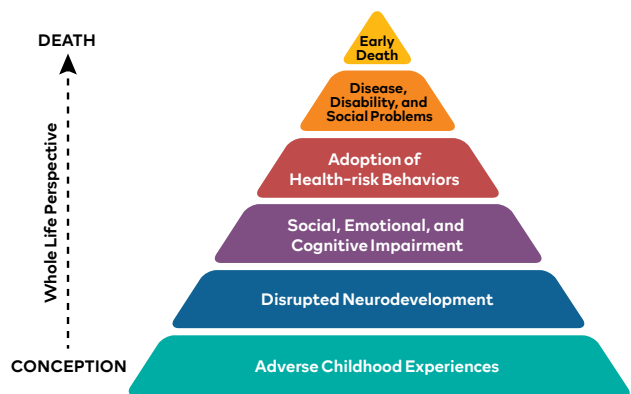 DEATH
Early
Death
Disease,
Disability, and
Social Problems
Whole Life Perspective
Adoption of
Health-risk Behaviors
Social, Emotional, and
Cognitive Impairment
Disrupted Neurodevelopment
CONCEPTION
Adverse Childhood Experiences